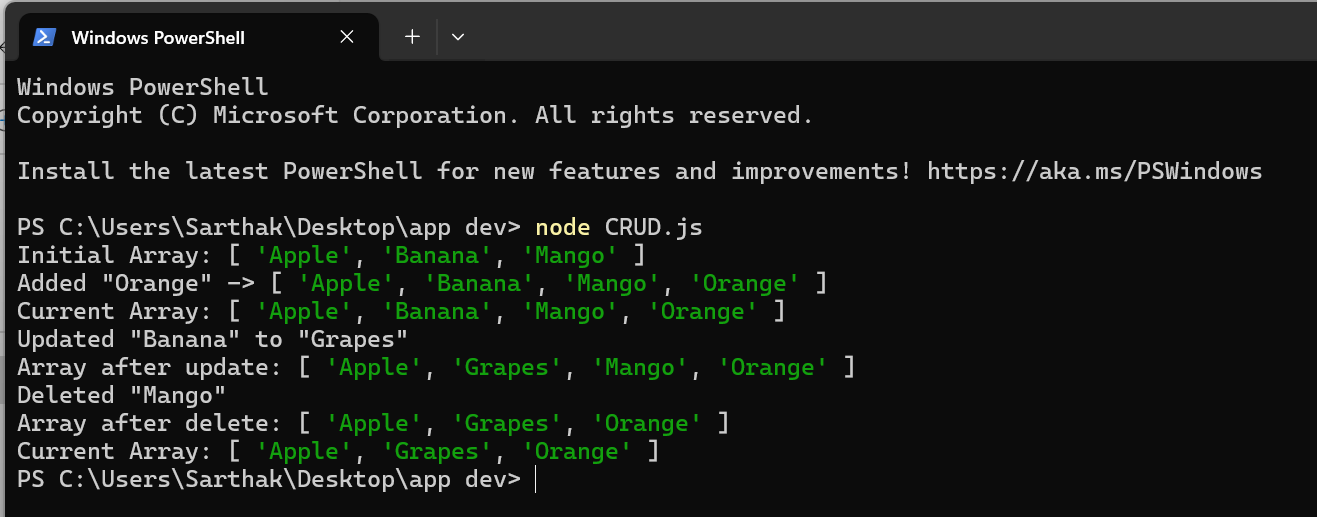 Windows PowerShell
Windows PowerShell
Copyright (C) Microsoft Corporation. All rights reserved.
Install the latest PowerShell for new features and improvements! https://aka.ms/PSWindows
PS C:\Users\Sarthak\Desktop\app dev> node CRUD.js
Initial Array: [ 'Apple', 'Banana', 'Mango' ]
Added "Orange" -> [ 'Apple', 'Banana', 'Mango', 'Orange' ]
Current Array: [ 'Apple', 'Banana', 'Mango', 'Orange' ]
Updated "Banana" to "Grapes"
Array after update: [ 'Apple', 'Grapes', 'Mango', 'Orange' ]
Deleted "Mango"
Array after delete: [ 'Apple', 'Grapes', 'Orange' ]
Current Array: [ 'Apple', 'Grapes', 'Orange' ]
PS C:\Users\Sarthak\Desktop\app dev>